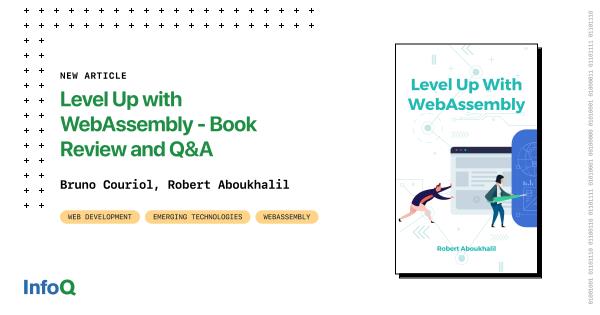 NEW ARTICLE
Level Up with
WebAssembly - Book
Review and Q&A
Bruno Couriol, Robert Aboukhalil
WEB DEVELOPMENT
EMERGING TECHNOLOGIES
WEBASSEMBLY
InfoQ
Level Up With
WebAssembly
Robert Aboukhalil